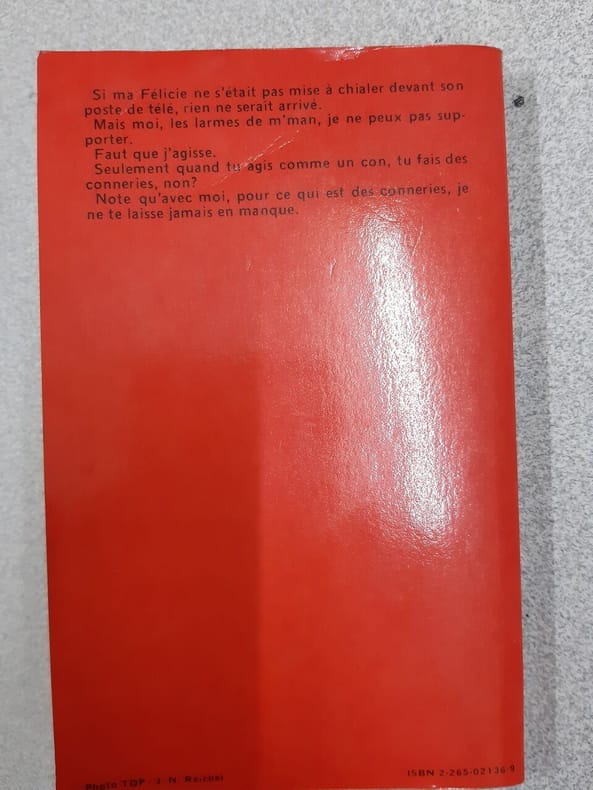 Si ma Félicie ne s'était pas mise à chialer devant son
poste de télé, rien ne serait arrivé.
Mais moi, les larmes de m'man, je ne peux pas sup-
porter.
Faut que j'agisse.
Seulement quand tu agis comme un con, tu fais des
conneries, non?
Note qu'avec moi, pour ce qui est des conneries, je
ne te laisse jamais en manque.
Photo TOP - J. N. Reichel
ISBN 2-265-02136-9